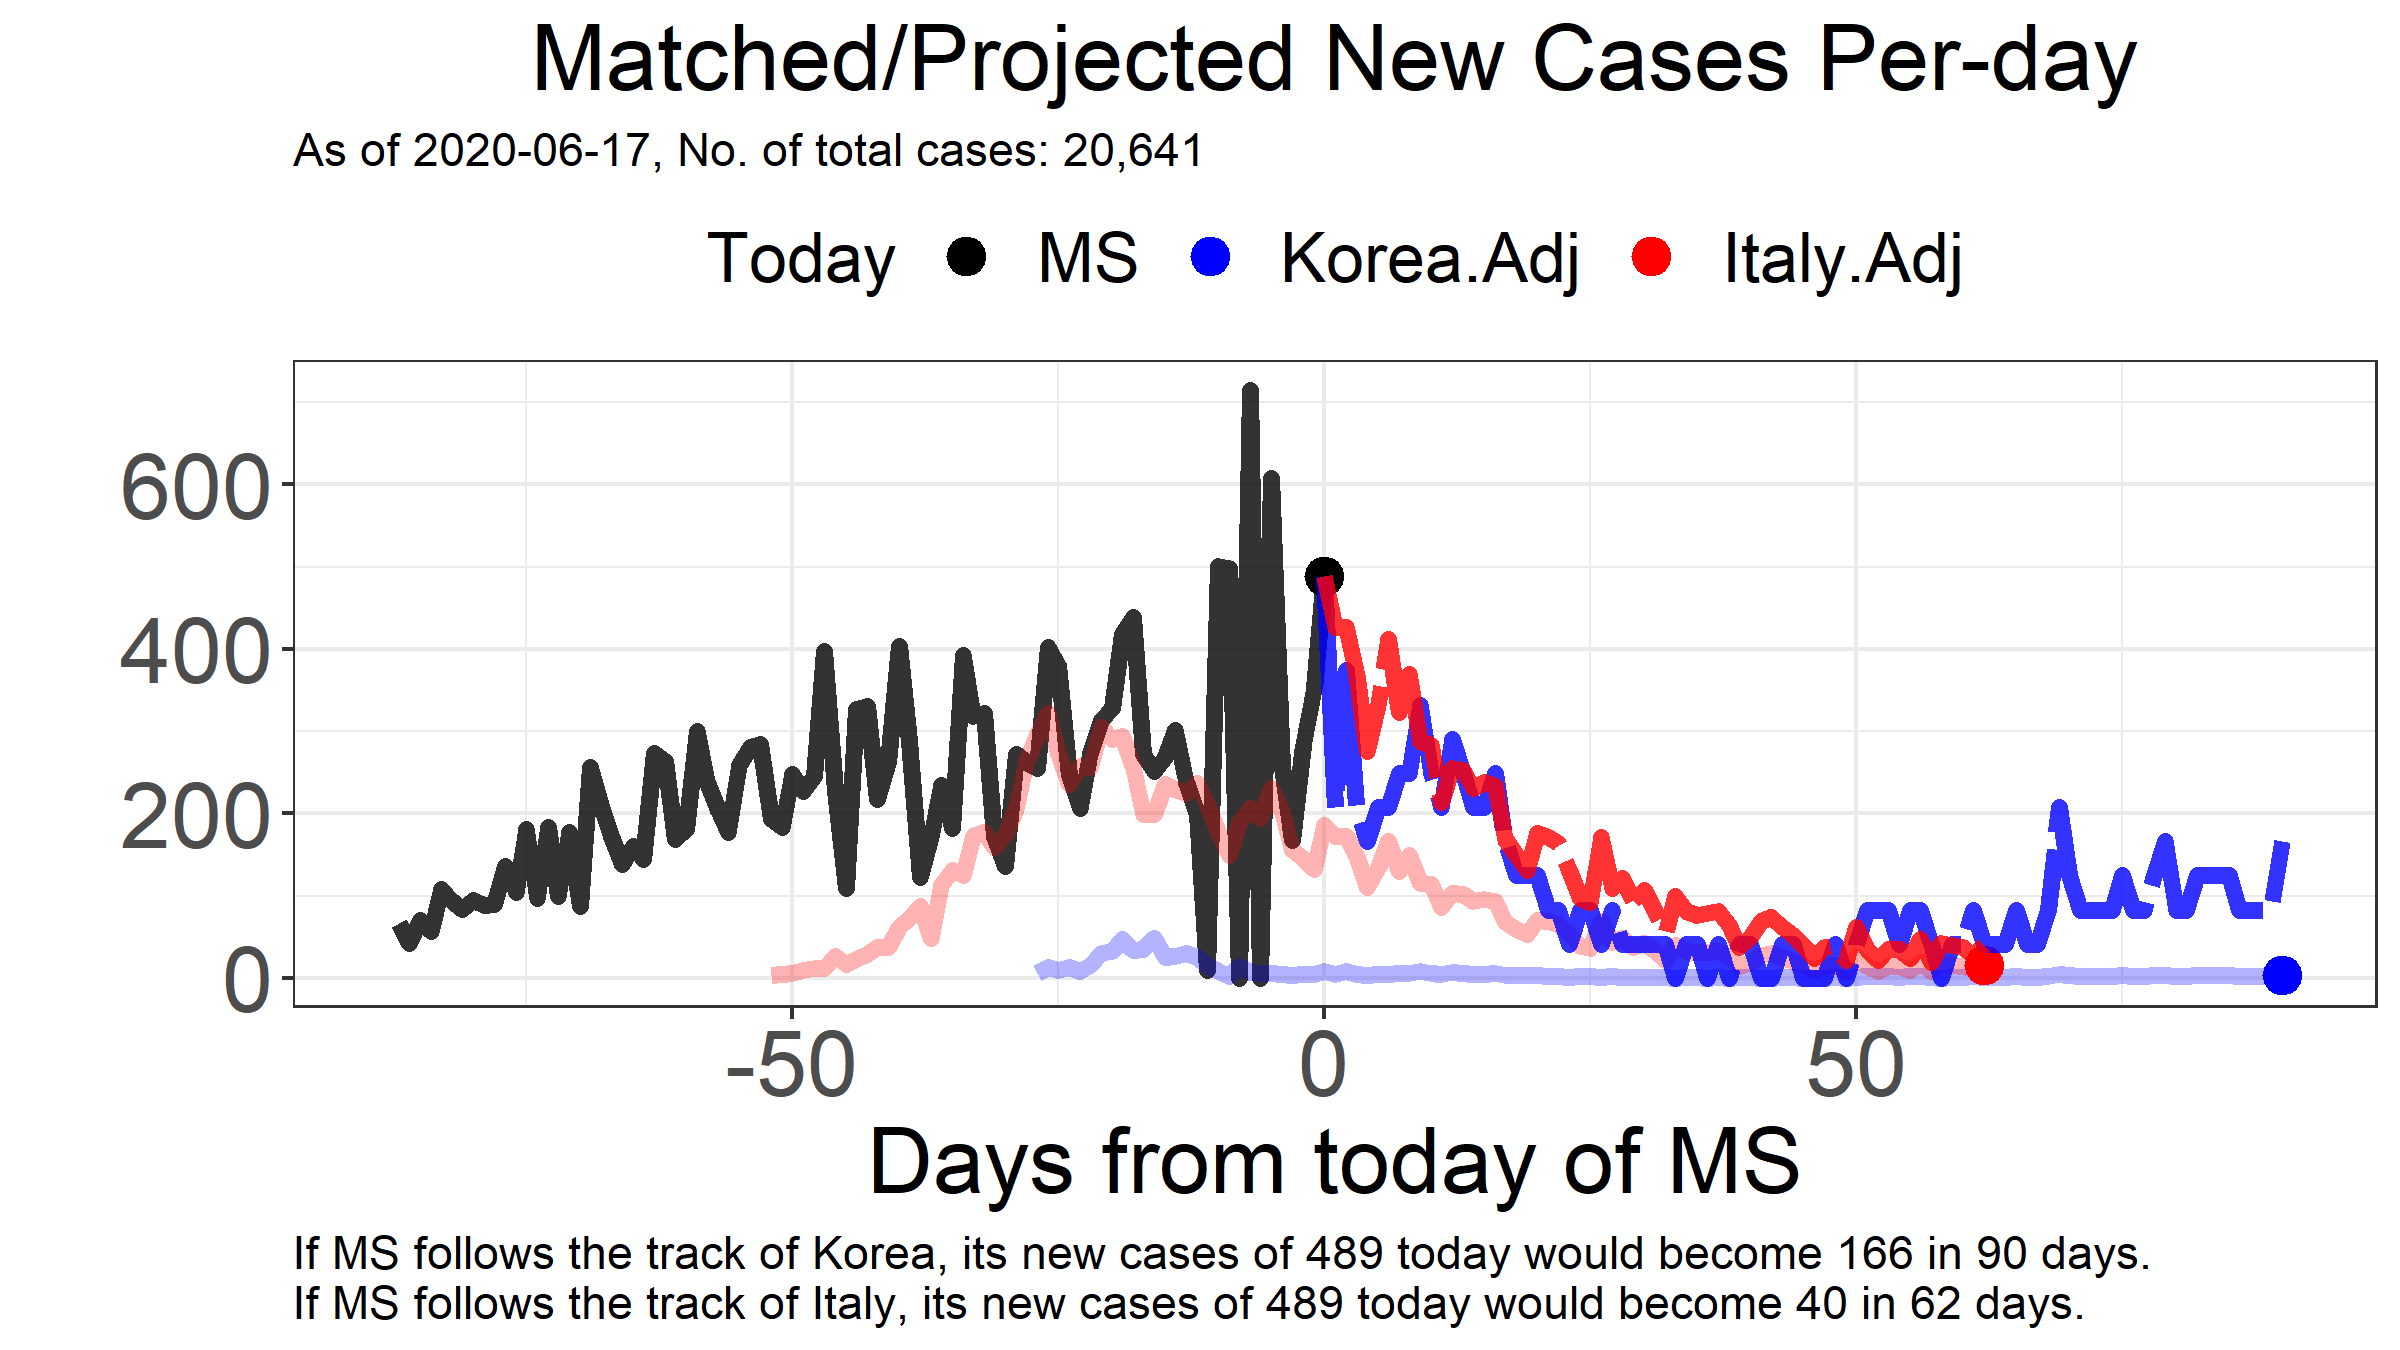 Matched/Projected New Cases Per-day
As of 2020-06-17, No. of total cases: 20,641
Today MS Korea.Adj Italy.Adj
600
400
200
0
-50 0 50
Days from today of MS
If MS follows the track of Korea, its new cases of 489 today would become 166 in 90 days.
If MS follows the track of Italy, its new cases of 489 today would become 40 in 62 days.